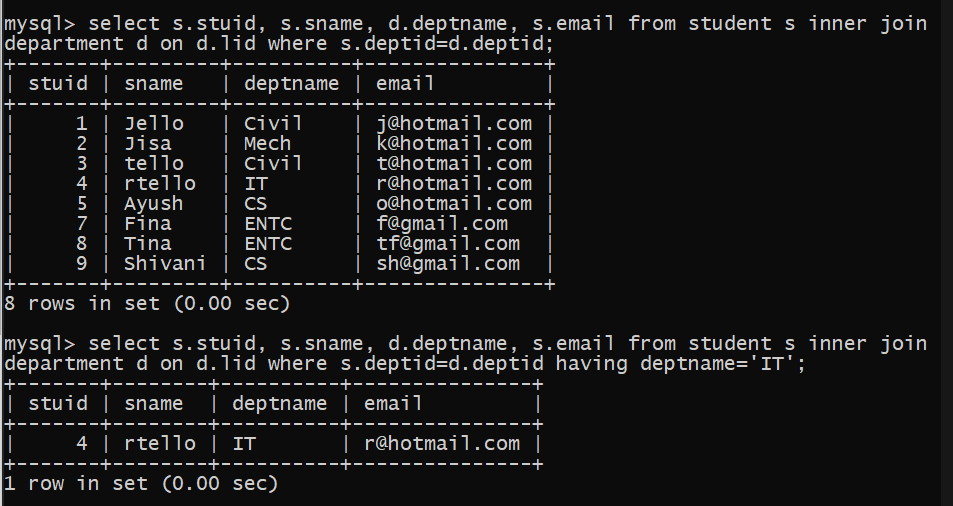 mysql> select s.stuid, s.sname, d.deptname, s.email from student s inner join
department d on d.lid where s.deptid=d.deptid;
+-------+---------+----------+---------------+
| stuid | sname   | deptname | email         |
+-------+---------+----------+---------------+
|     1 | Jello   | Civil    | j@hotmail.com |
|     2 | Jisa    | Mech     | k@hotmail.com |
|     3 | tello   | Civil    | t@hotmail.com |
|     4 | rtello  | IT       | r@hotmail.com |
|     5 | Ayush   | CS       | o@hotmail.com |
|     7 | Fina    | ENTC     | f@gmail.com   |
|     8 | Tina    | ENTC     | tf@gmail.com  |
|     9 | Shivani | CS       | sh@gmail.com  |
+-------+---------+----------+---------------+
8 rows in set (0.00 sec)

mysql> select s.stuid, s.sname, d.deptname, s.email from student s inner join
department d on d.lid where s.deptid=d.deptid having deptname='IT';
+-------+--------+----------+---------------+
| stuid | sname  | deptname | email         |
+-------+--------+----------+---------------+
|     4 | rtello | IT       | r@hotmail.com |
+-------+--------+----------+---------------+
1 row in set (0.00 sec)